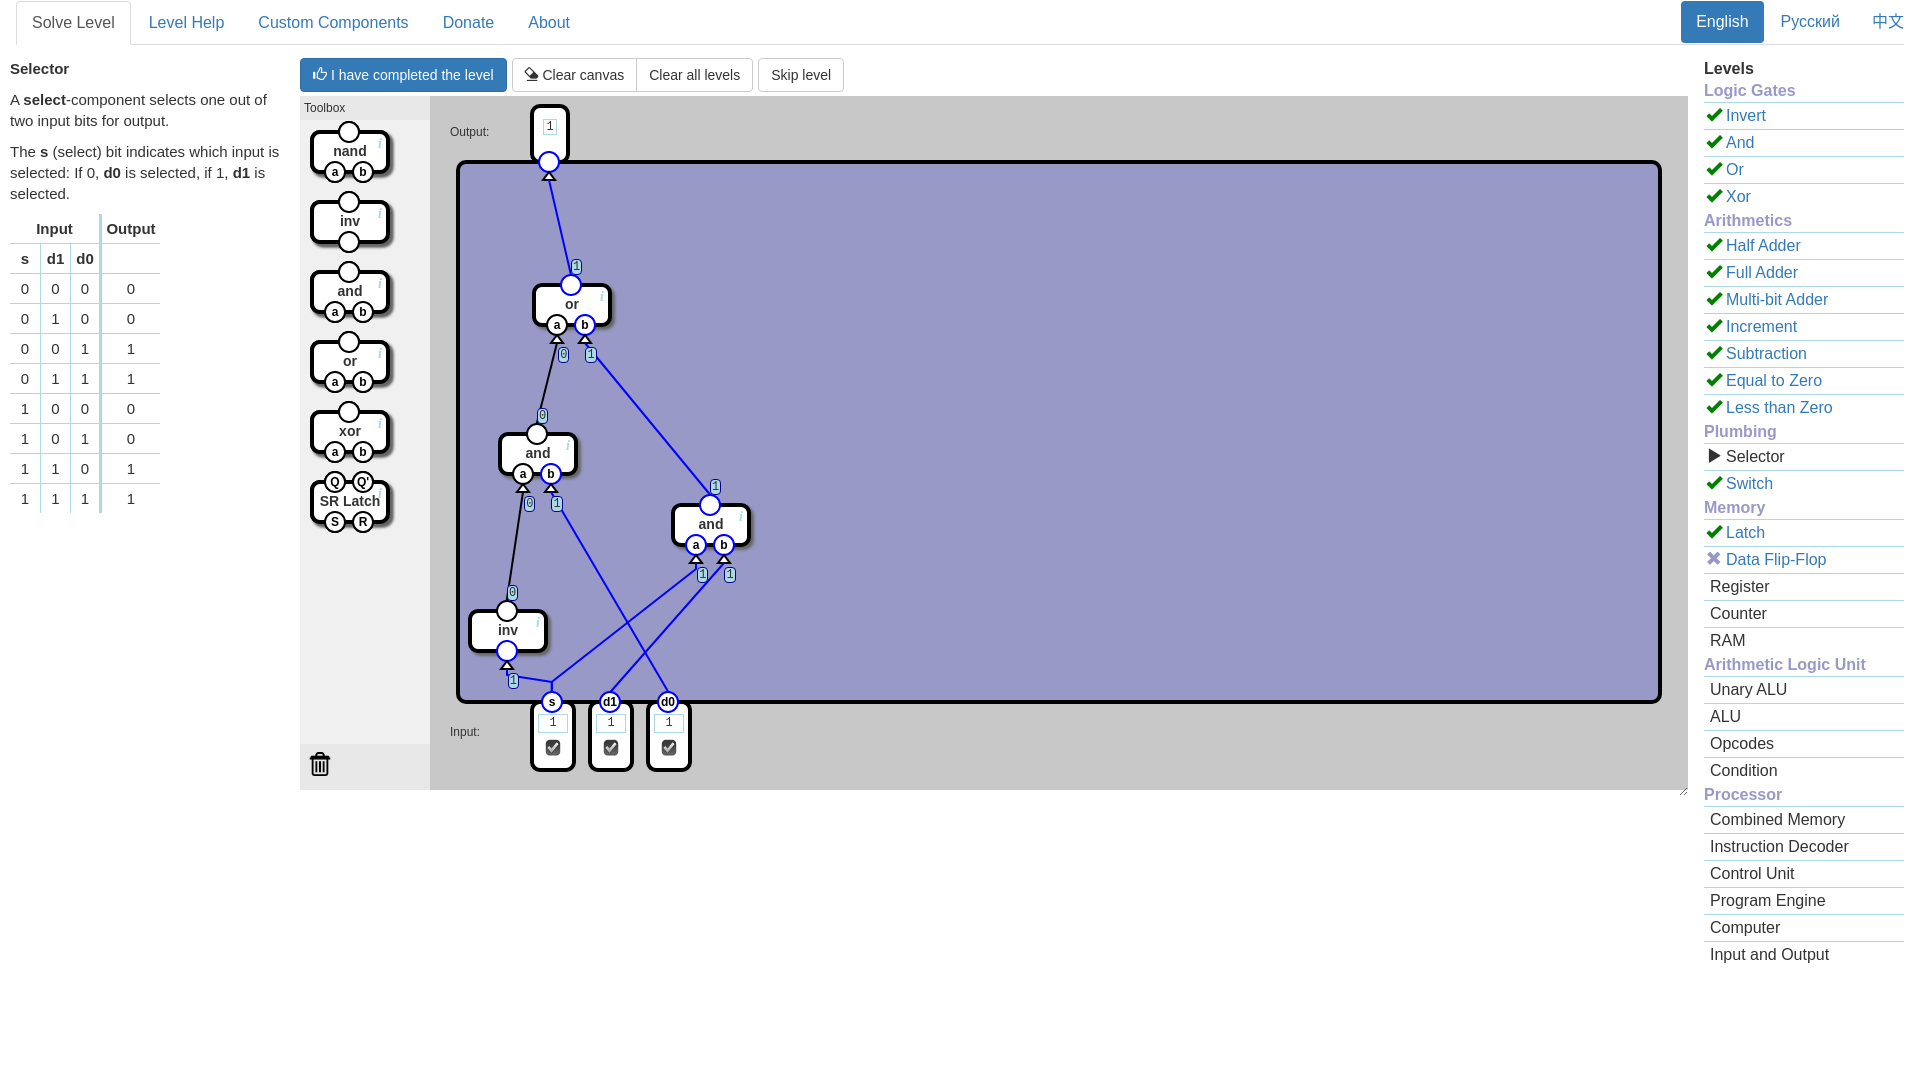 Solve Level
Level Help
Custom Components
Donate
About
English
Русский
中文
Selector
A select-component selects one out of
two input bits for output.
The s (select) bit indicates which input is
selected: If 0, d0 is selected, if 1, d1 is
selected.
Input Output
s d1 d0
0 0 0 0
0 1 0 0
0 0 1 1
0 1 1 1
1 0 0 0
1 0 1 0
1 1 0 1
1 1 1 1
I have completed the level
Clear canvas
Clear all levels
Skip level
Toolbox
nand
i
a b
inv
i
and
i
a b
or
i
a b
xor
i
a b
Q Q'
SR Latch
i
S R
Output:
1
1
or
i
a b
0 1
0
and
i
a b
0 1
1
and
i
a b
1 1
0
inv
i
1
s d1 d0
Input:
1 1 1
Levels
Logic Gates
Invert
And
Or
Xor
Arithmetics
Half Adder
Full Adder
Multi-bit Adder
Increment
Subtraction
Equal to Zero
Less than Zero
Plumbing
Selector
Switch
Memory
Latch
Data Flip-Flop
Register
Counter
RAM
Arithmetic Logic Unit
Unary ALU
ALU
Opcodes
Condition
Processor
Combined Memory
Instruction Decoder
Control Unit
Program Engine
Computer
Input and Output